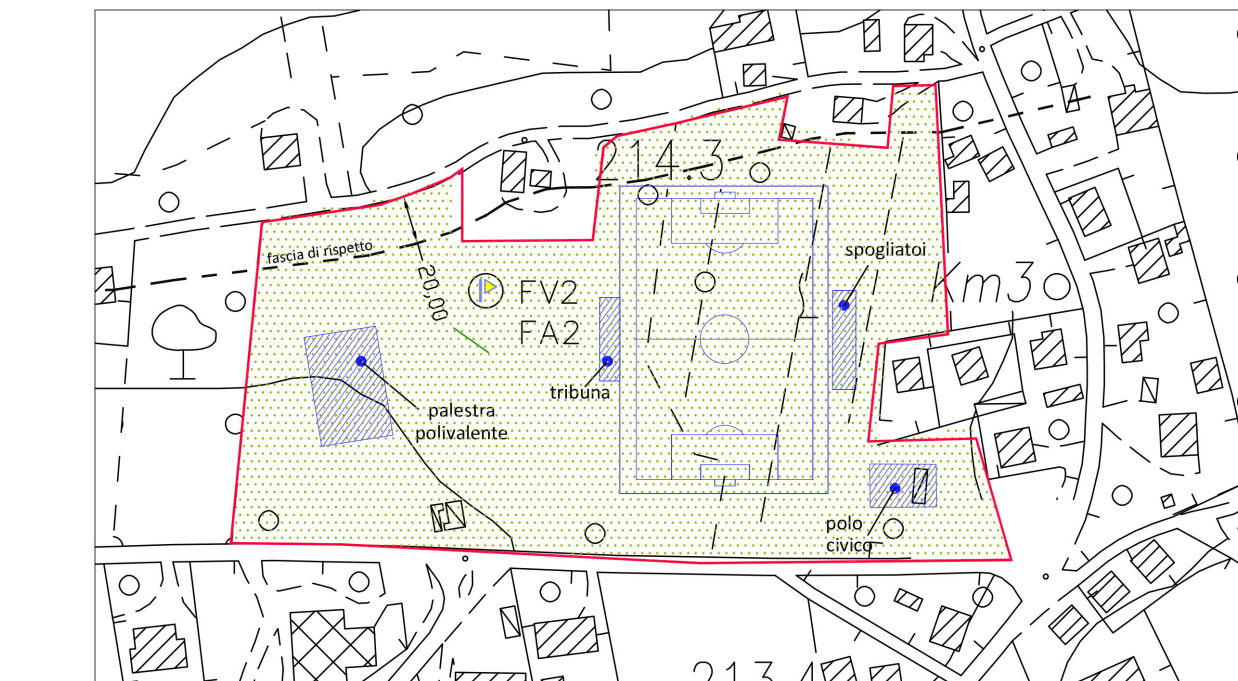 214.3
fascia di rispetto
spogliatoi
20,00
FV2
FA2
Km3
tribuna
palestra
polivalente
polo
civico
213.4